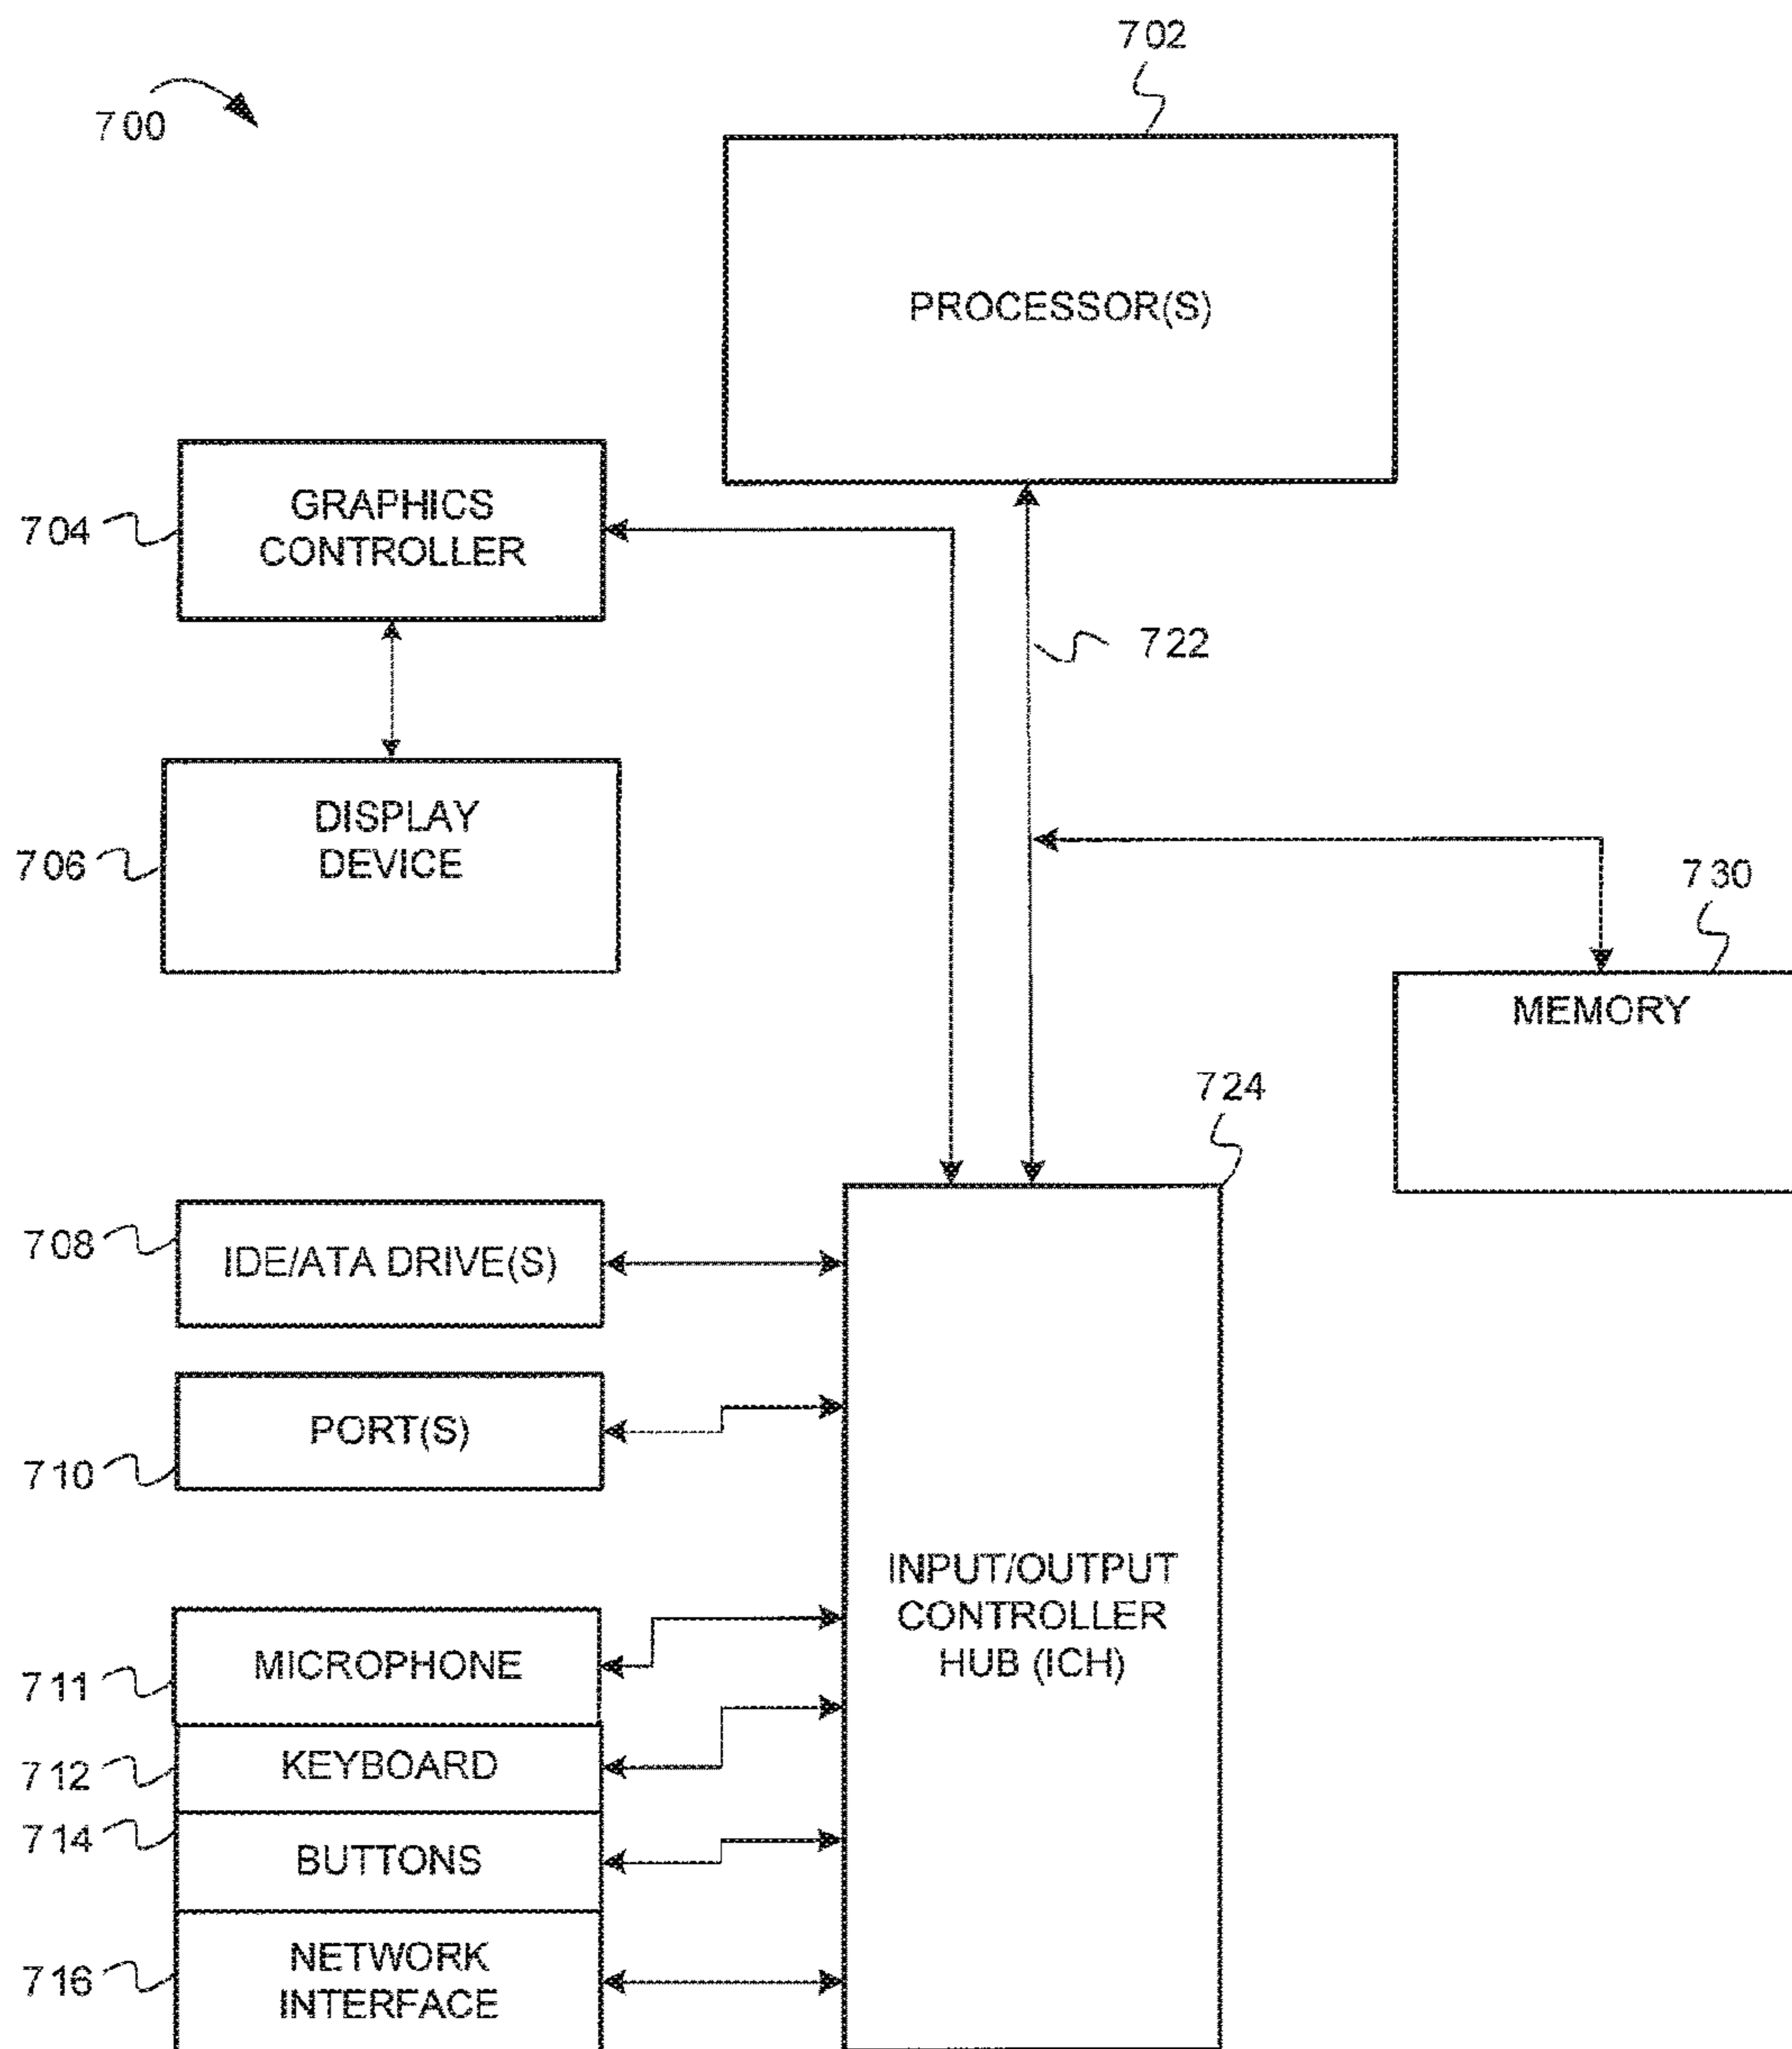 702
700
PROCESSOR(S)
GRAPHICS
CONTROLLER
704
722
DISPLAY
DEVICE
706
730
MEMORY
724
708
IDE/ATA DRIVE(S)
PORT(S)
710
INPUT/OUTPUT
CONTROLLER
HUB (ICH)
MICROPHONE
711
KEYBOARD
712
714
BUTTONS
NETWORK
INTERFACE
716